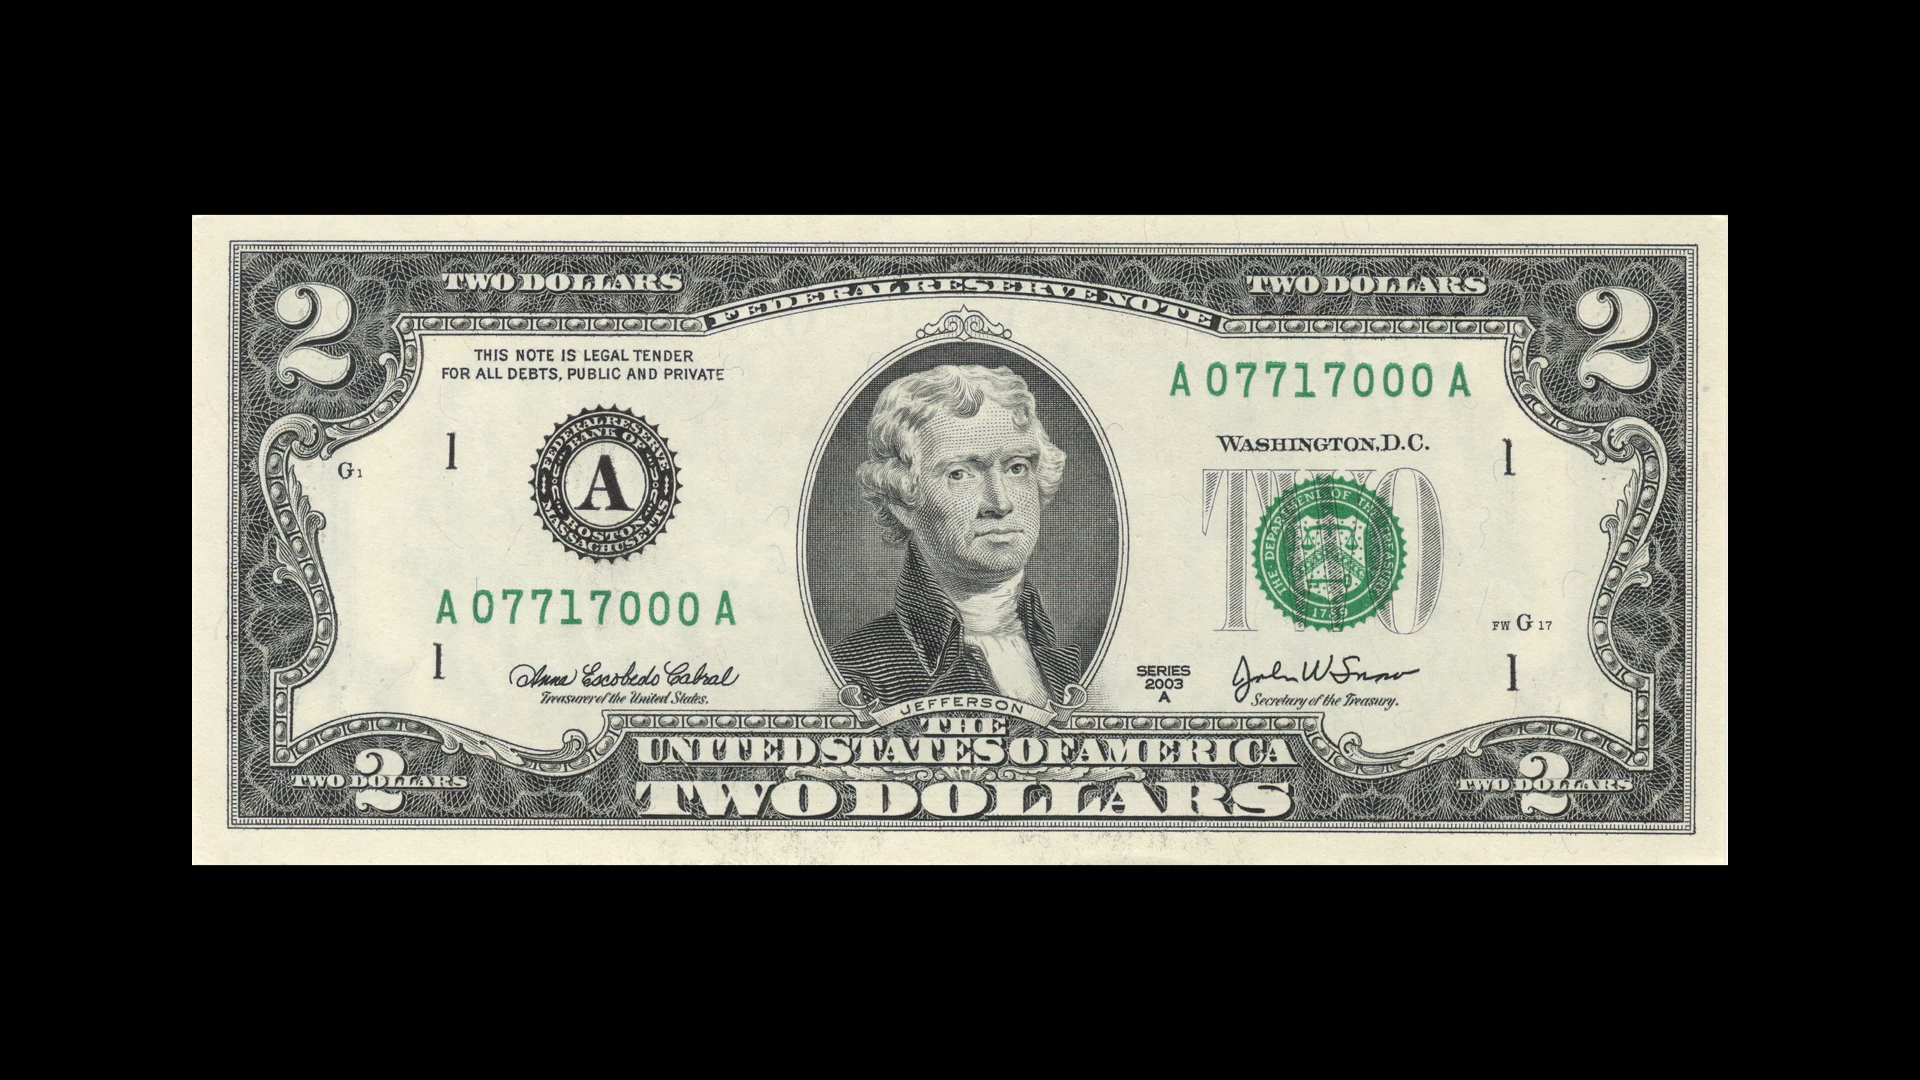 2
TWO DOLLARS
FEDERAL RESERVE NOTE
TWO DOLLARS
2
THIS NOTE IS LEGAL TENDER
FOR ALL DEBTS, PUBLIC AND PRIVATE
A 07717000 A
WASHINGTON, D.C.
1
G1
FEDERAL RESERVE
BANK OF
A
BOSTON
MASSACHUSETTS
1
TWO
THE DEPARTMENT OF THE TREASURY
1789
A 07717000 A
FW G 17
1
Anna Escobedo Cabral
Treasurer of the United States.
SERIES
2003
A
John W Snow
Secretary of the Treasury.
1
JEFFERSON
THE
UNITED STATES OF AMERICA
TWO DOLLARS
2
TWO DOLLARS
2
TWO DOLLARS